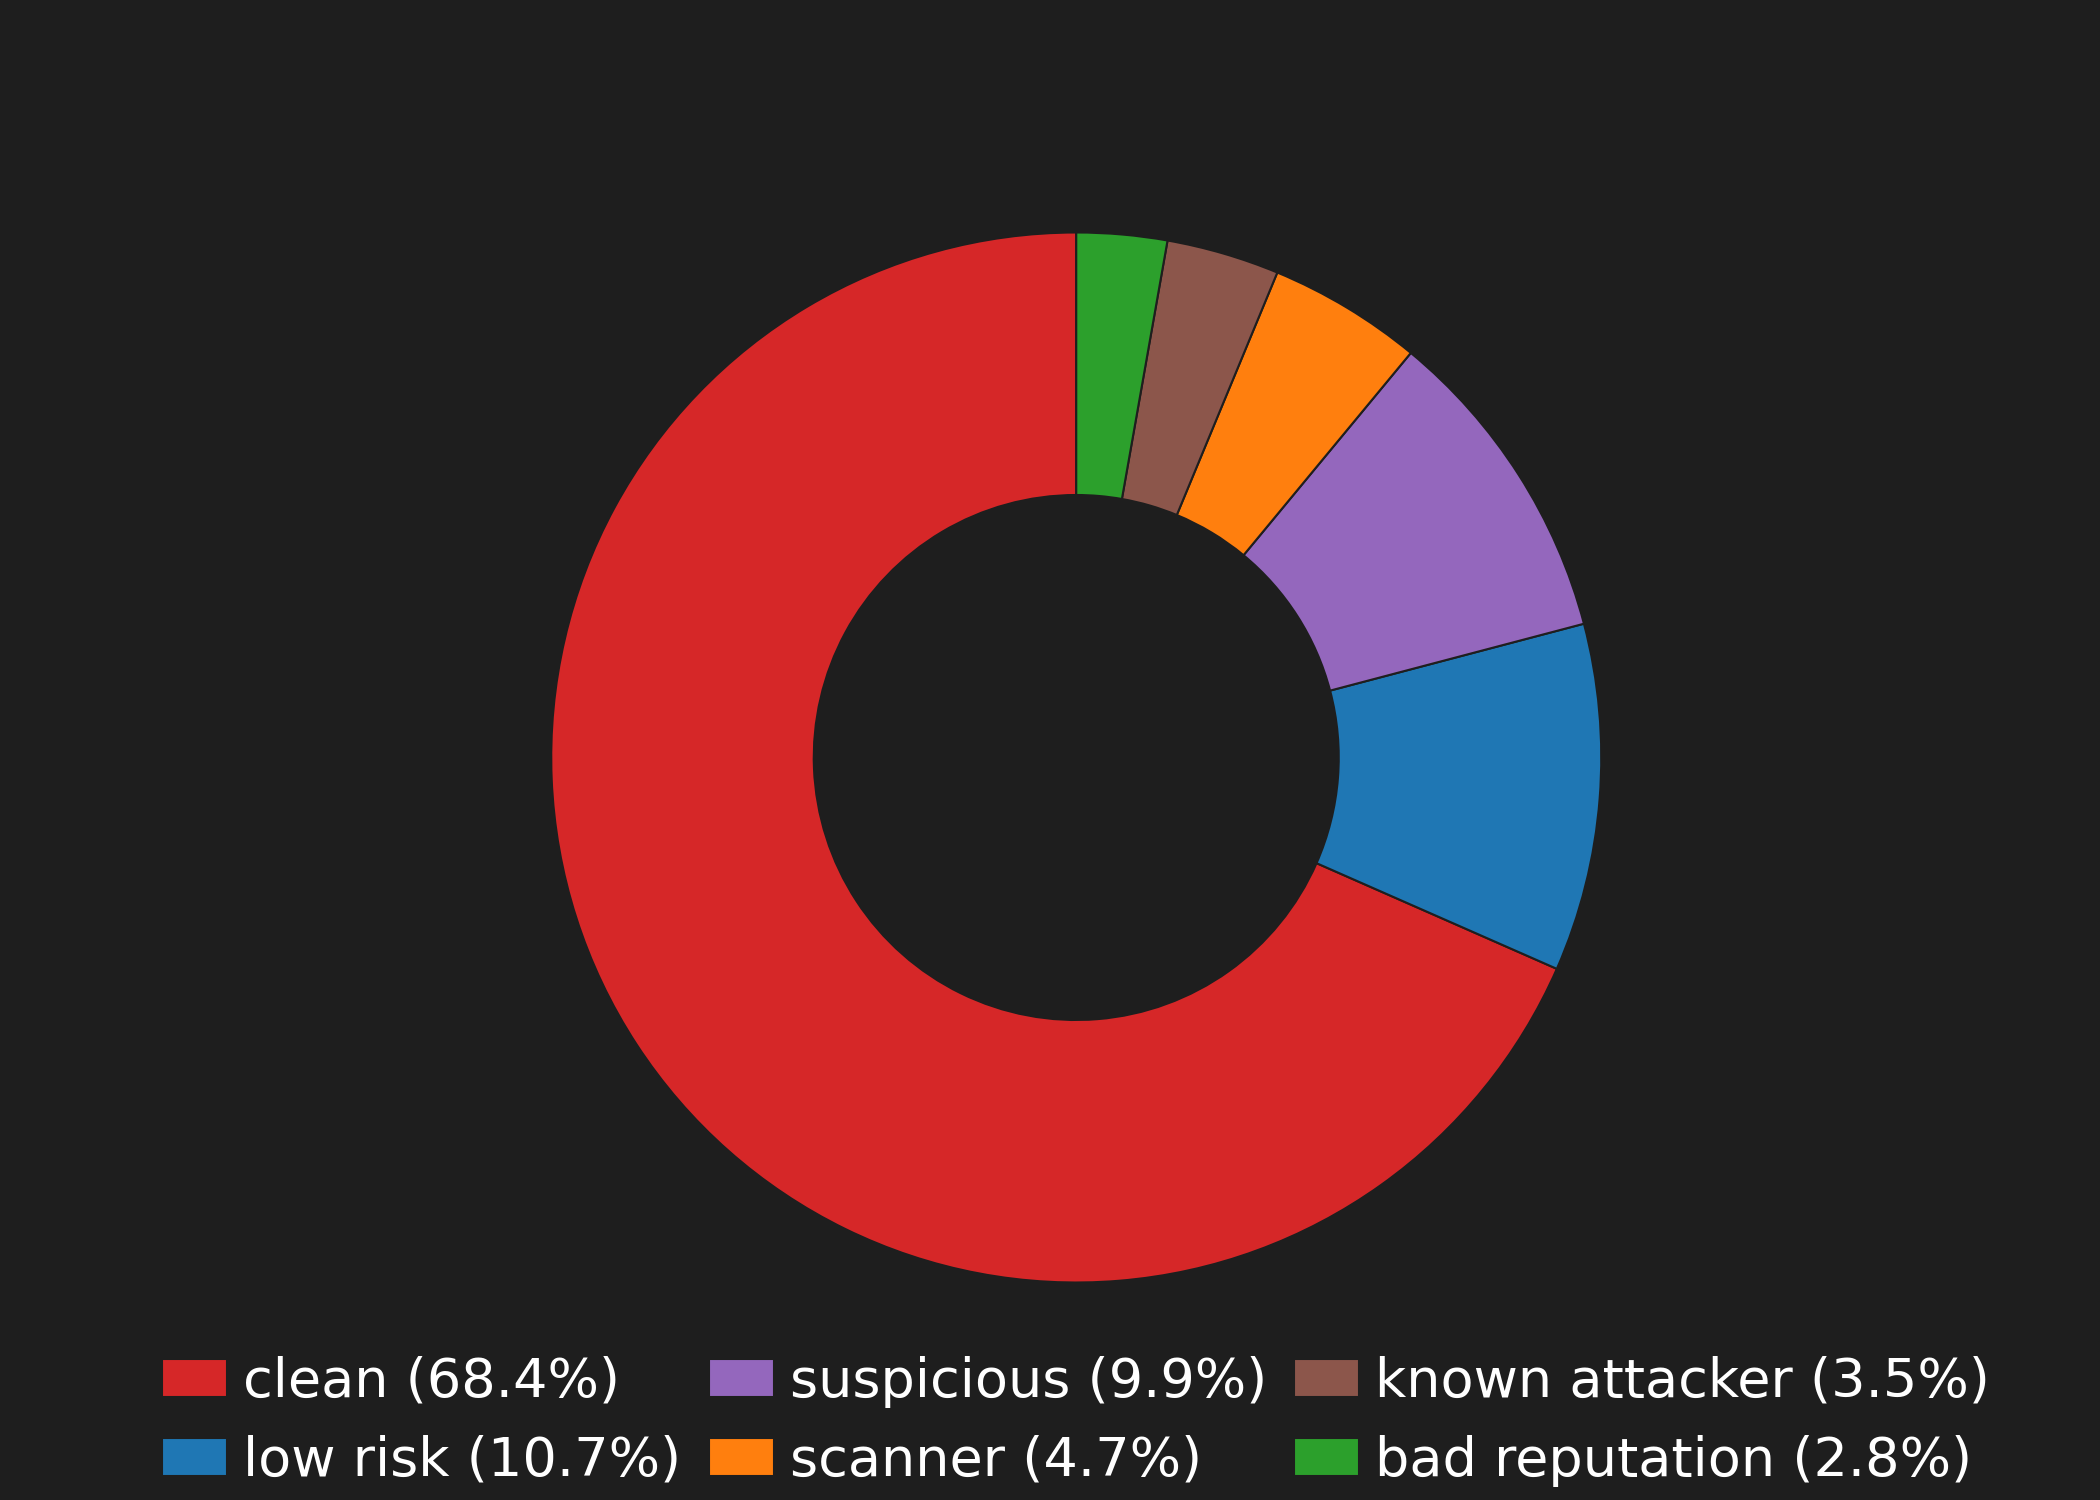 clean (68.4%)
low risk (10.7%)
suspicious (9.9%)
scanner (4.7%)
known attacker (3.5%)
bad reputation (2.8%)